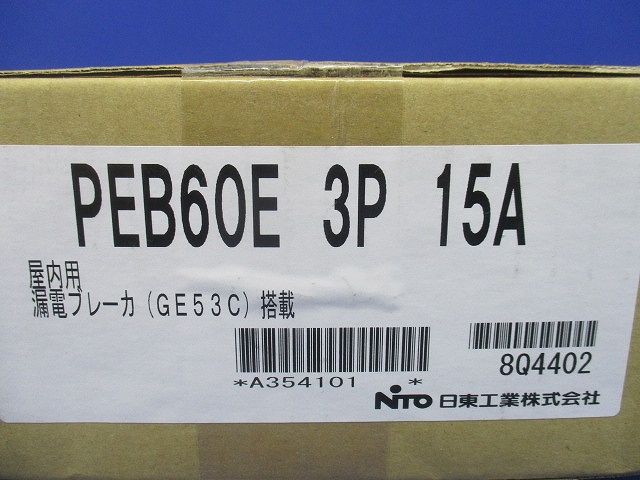 PEB60E 3P 15A
屋内用
漏電ブレーカ(GE53C)搭載
*A354101 *
8Q4402
NITO 日東工業株式会社